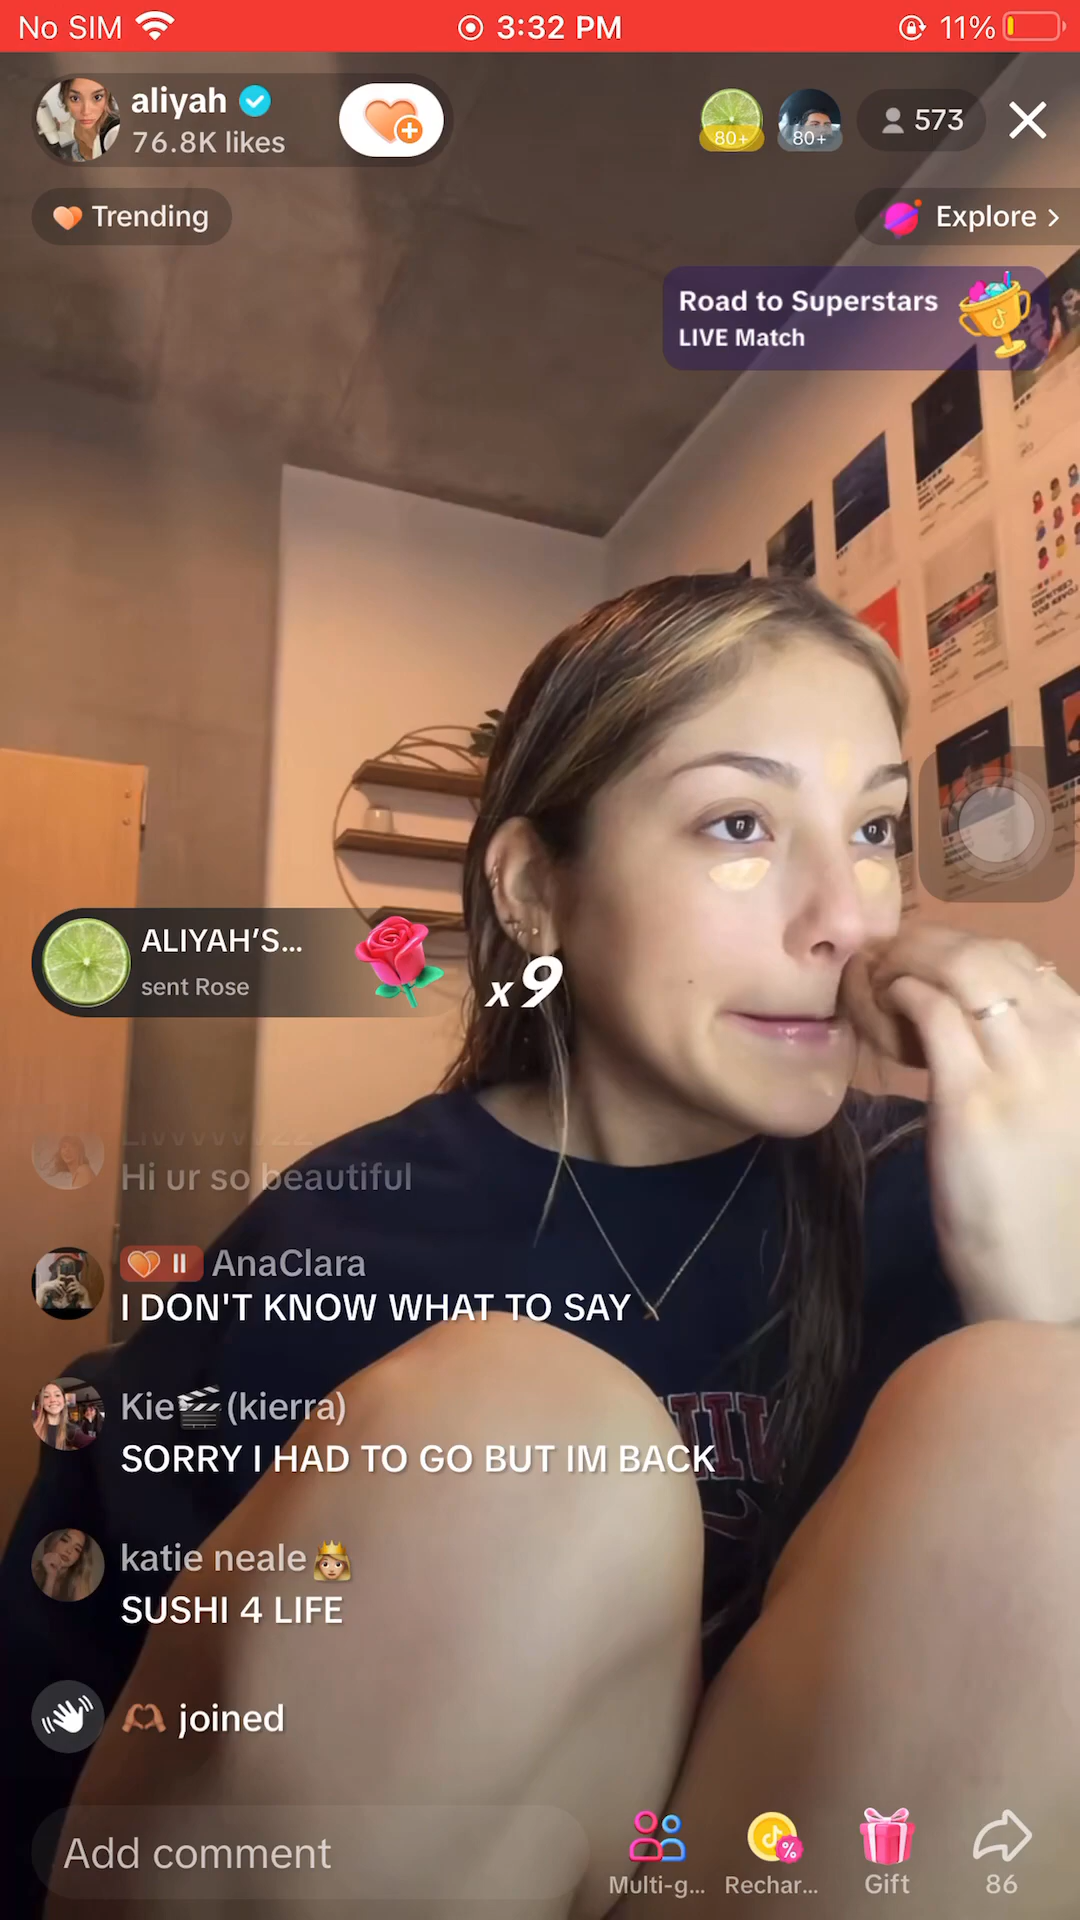 No SIM
3:32 PM
11%
aliyah
76.8K likes
80+
80+
573
Trending
Explore >
Road to Superstars
LIVE Match
ALIYAH'S...
sent Rose
x9
Hi ur so beautiful
II AnaClara
I DON'T KNOW WHAT TO SAY
Kie🎬(kierra)
SORRY I HAD TO GO BUT IM BACK
katie neale👸🏼
SUSHI 4 LIFE
🫶🏽 joined
Add comment
Multi-g...
Rechar...
Gift
86